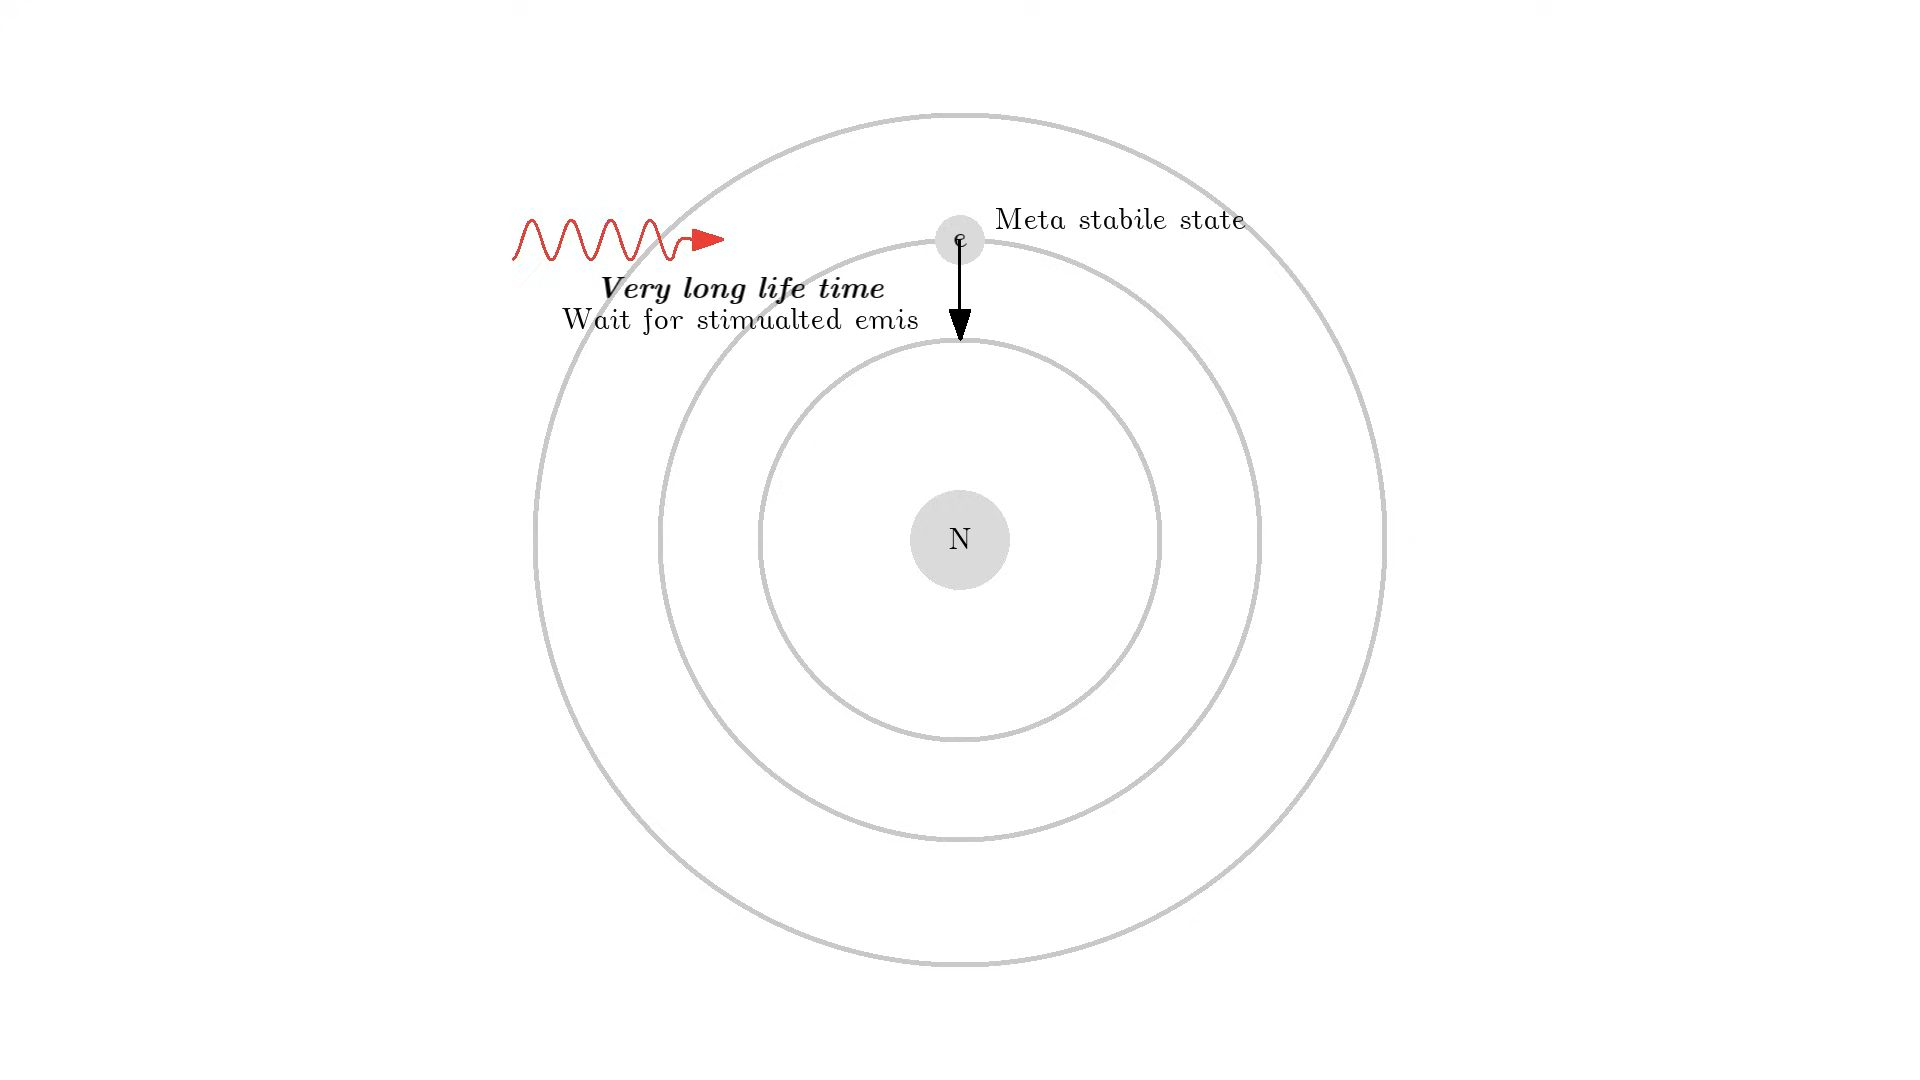 Meta stabile state
e
Very long life time
Wait for stimualted emis
N